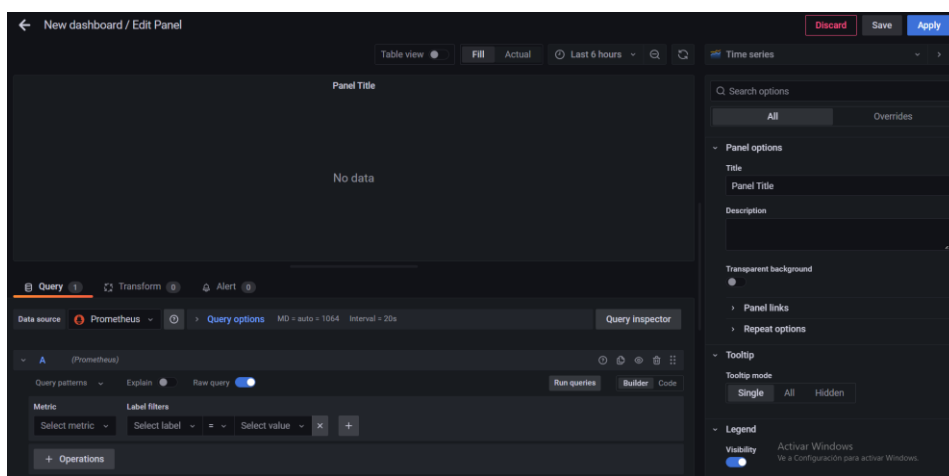 New dashboard / Edit Panel
Discard Save Apply
Table view Fill Actual Last 6 hours
Time series
Panel Title
No data
Query 1 Transform 0 Alert 0
Data source Prometheus Query options MD = auto = 1064 Interval = 20s Query inspector
A (Prometheus)
Query patterns Explain Raw query Run queries Builder Code
Metric Label filters
Select metric Select label = Select value
+ Operations
Search options
All Overrides
Panel options
Title
Panel Title
Description
Transparent background
Panel links
Repeat options
Tooltip
Tooltip mode
Single All Hidden
Legend
Visibility
Activar Windows
Ve a Configuración para activar Windows.